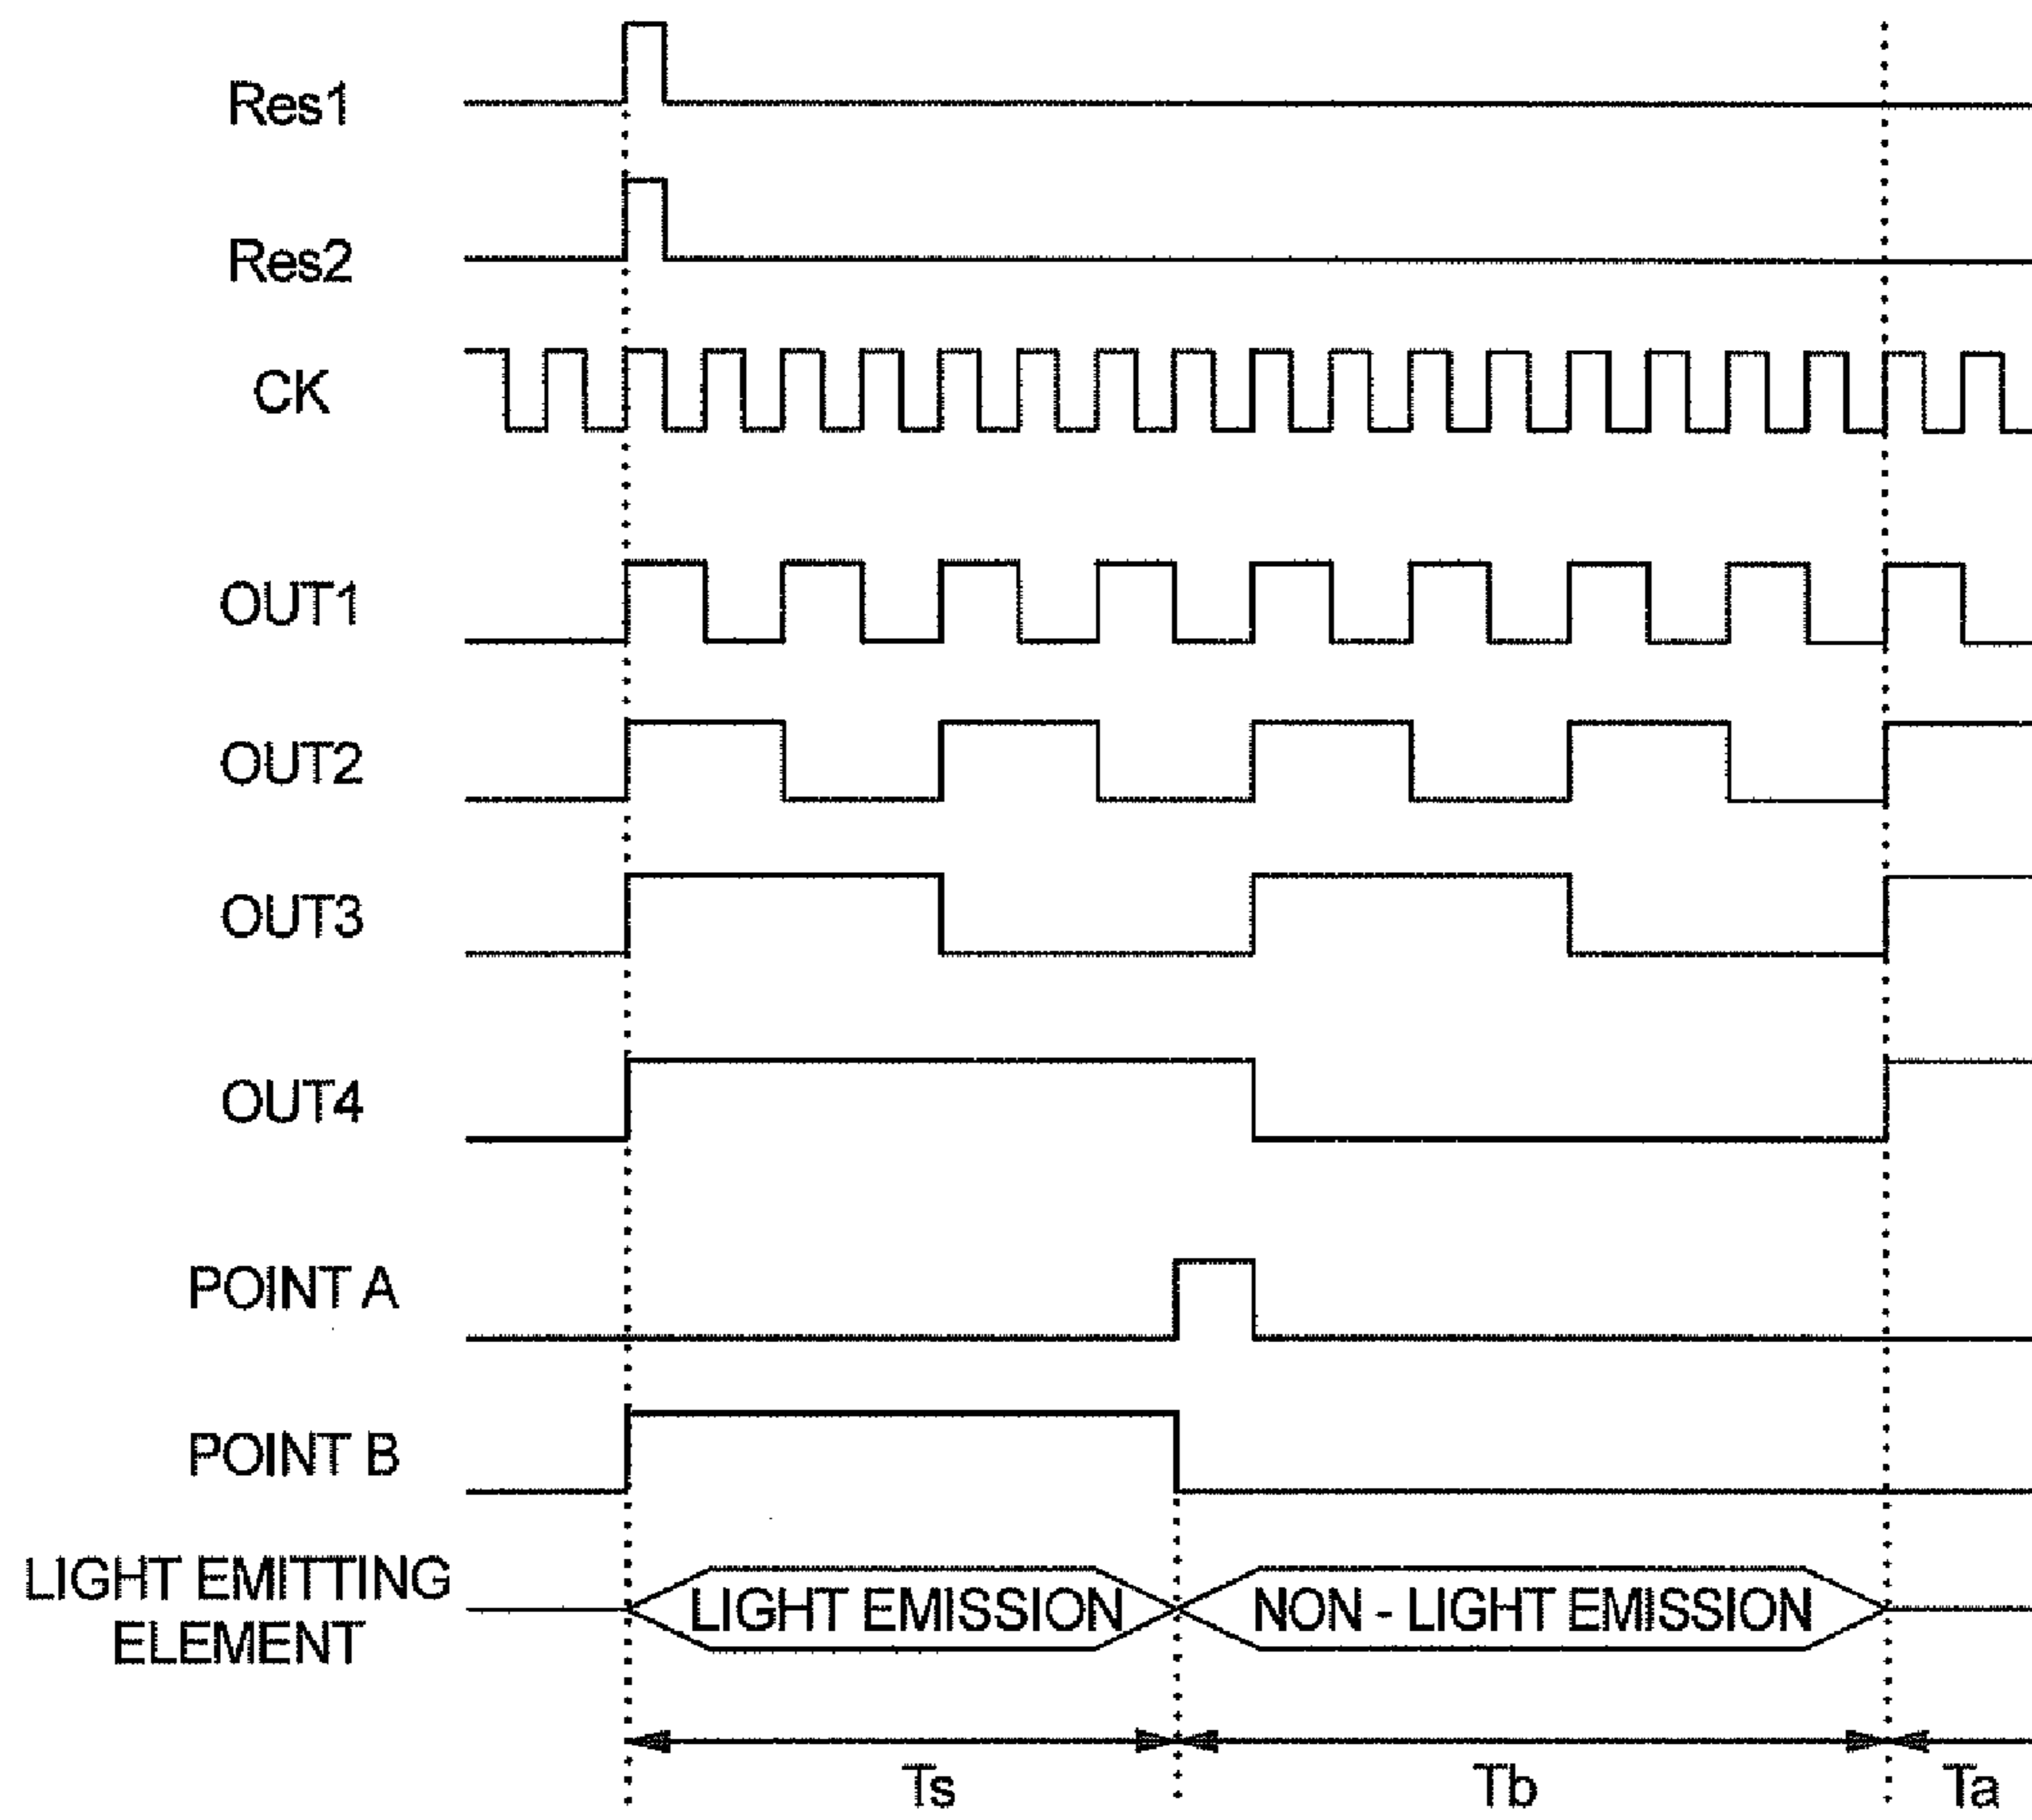 Res1
Res2
CK
OUT1
OUT2
OUT3
OUT4
POINT A
POINT B
LIGHT EMITTING
ELEMENT
LIGHT EMISSION
NON - LIGHT EMISSION
Ts
Tb
Ta